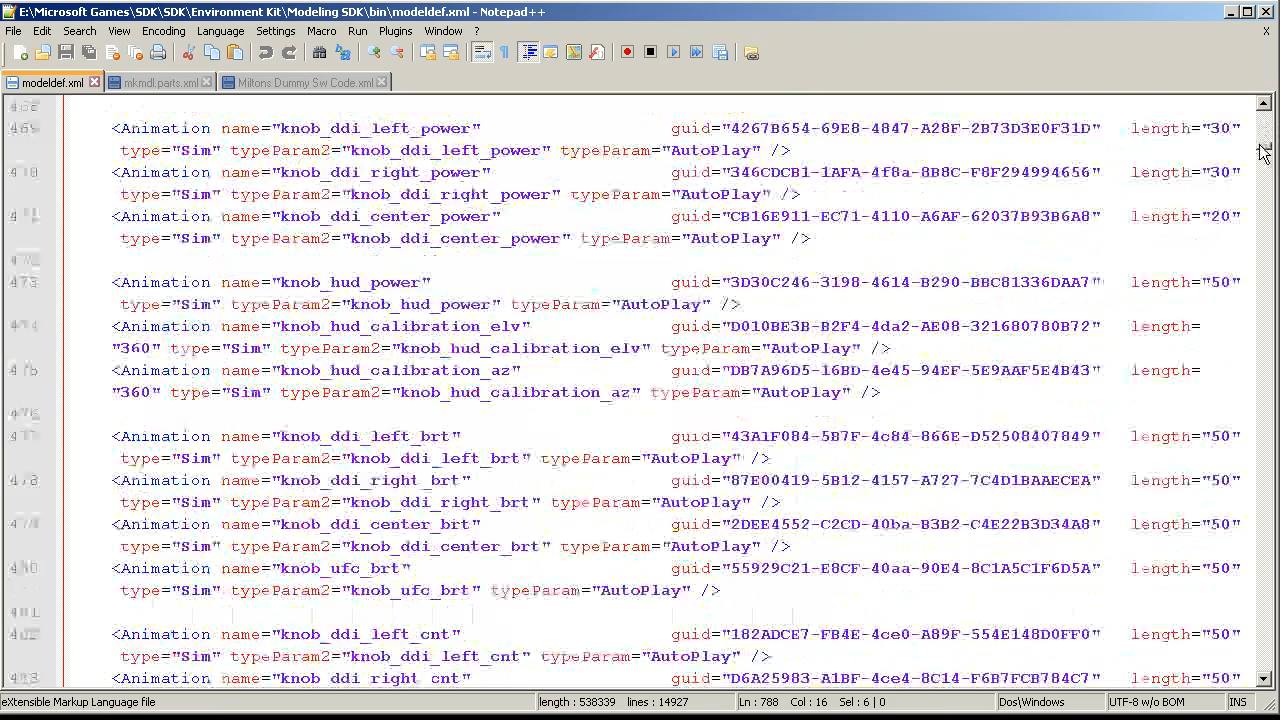 E:\Microsoft Games\SDK\SDK\Environment Kit\Modeling SDK\bin\modeldef.xml - Notepad++
File Edit Search View Encoding Language Settings Macro Run Plugins Window ? X
modeldef.xml mkmdl.parts.xml Miltons Dummy Sw Code.xml
469 <Animation name="knob_ddi_left_power" guid="4267B654-69E8-4847-A28F-2B73D3E0F31D" length="30"
type="Sim" typeParam2="knob_ddi_left_power" typeParam="AutoPlay" />
<Animation name="knob_ddi_right_power" guid="346CDCB1-1AFA-4f8a-8B8C-F8F294994656" length="30"
type="Sim" typeParam2="knob_ddi_right_power" typeParam="AutoPlay" />
<Animation name="knob_ddi_center_power" guid="CB16E911-EC71-4110-A6AF-62037B93B6A8" length="20"
type="Sim" typeParam2="knob_ddi_center_power" typeParam="AutoPlay" />
473 <Animation name="knob_hud_power" guid="3D30C246-3198-4614-B290-BBC81336DAA7" length="50"
type="Sim" typeParam2="knob_hud_power" typeParam="AutoPlay" />
<Animation name="knob_hud_calibration_elv" guid="D010BE3B-B2F4-4da2-AE08-321680780B72" length=
"360" type="Sim" typeParam2="knob_hud_calibration_elv" typeParam="AutoPlay" />
<Animation name="knob_hud_calibration_az" guid="DB7A96D5-16BD-4e45-94EF-5E9AAF5E4B43" length=
"360" type="Sim" typeParam2="knob_hud_calibration_az" typeParam="AutoPlay" />
<Animation name="knob_ddi_left_brt" guid="43A1F084-5B7F-4c84-866E-D52508407849" length="50"
type="Sim" typeParam2="knob_ddi_left_brt" typeParam="AutoPlay" />
<Animation name="knob_ddi_right_brt" guid="87E00419-5B12-4157-A727-7C4D1BAAECEA" length="50"
type="Sim" typeParam2="knob_ddi_right_brt" typeParam="AutoPlay" />
<Animation name="knob_ddi_center_brt" guid="2DEE4552-C2CD-40ba-B3B2-C4E22B3D34A8" length="50"
type="Sim" typeParam2="knob_ddi_center_brt" typeParam="AutoPlay" />
<Animation name="knob_ufc_brt" guid="55929C21-E8CF-40aa-90E4-8C1A5C1F6D5A" length="50"
type="Sim" typeParam2="knob_ufc_brt" typeParam="AutoPlay" />
<Animation name="knob_ddi_left_cnt" guid="182ADCE7-FB4E-4ce0-A89F-554E148D0FF0" length="50"
type="Sim" typeParam2="knob_ddi_left_cnt" typeParam="AutoPlay" />
<Animation name="knob_ddi_right_cnt" guid="D6A25983-A1BF-4ce4-8C14-F6B7FCB784C7" length="50"
eXtensible Markup Language file length : 538339 lines : 14927 Ln : 788 Col : 16 Sel : 6 | 0 Dos\Windows UTF-8 w/o BOM INS